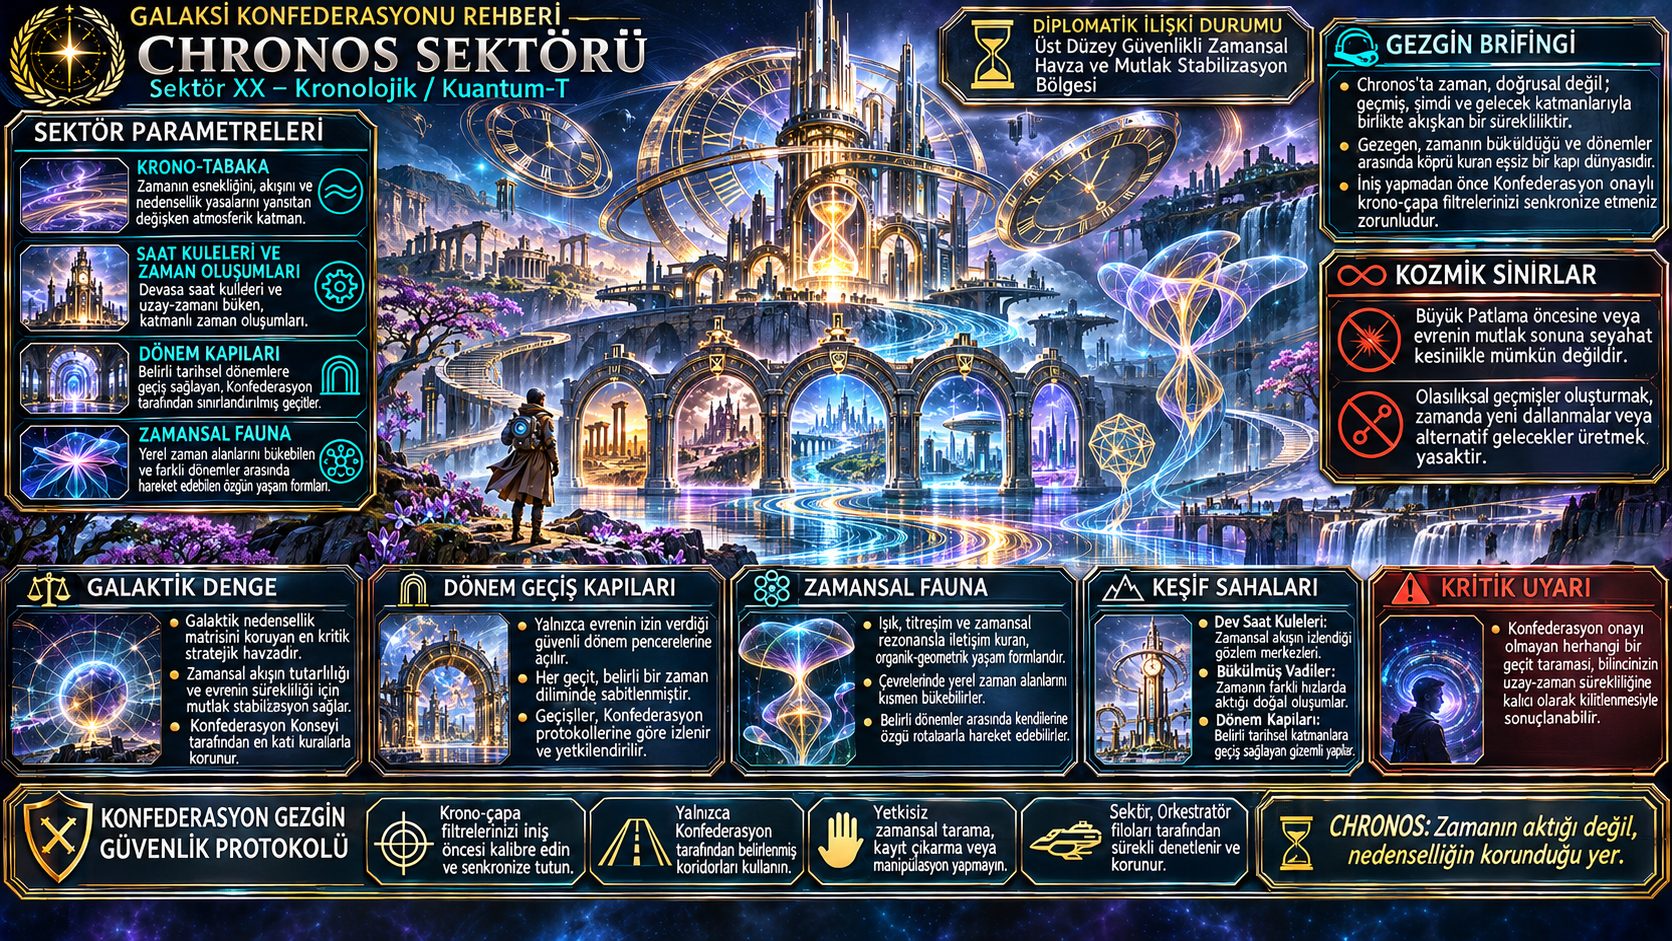 GALAKSİ KONFEDERASYONU REHBERİ
CHRONOS SEKTÖRÜ
Sektör XX – Kronolojik / Kuantum-T
DİPLOMATİK İLİŞKİ DURUMU
Üst Düzey Güvenlikli Zamansal
Havza ve Mutlak Stabilizasyon
Bölgesi
SEKTÖR PARAMETRELERİ
KRONO-TABAKA
Zamanın esnekliğini, akışını ve
nedensellik yasalarını yansıtan
değişken atmosferik katman.
SAAT KULELERİ VE
ZAMAN OLUŞUMLARI
Devasa saat kulleleri ve
uzay-zamanı büken,
katmanlı zaman oluşumları.
DÖNEM KAPILARI
Belirli tarihsel dönemlere
geçiş sağlayan, Konfederasyon
tarafından sınırlandırılmış geçitler.
ZAMANSAL FAUNA
Yerel zaman alanlarını bükebilen
ve farklı dönemler arasında
hareket edebilen özgün yaşam formları.
GEZGİN BRİFİNGİ
Chronos'ta zaman, doğrusal değil;
geçmiş, şimdi ve gelecek katmanlarıyla
birlikte akışkan bir sürekliliktir.
Gezegen, zamanın büküldüğü ve dönemler
arasında köprü kuran eşsiz bir kapı dünyasıdır.
İniş yapmadan önce Konfederasyon onaylı
krono-çapa filtrelerinizi senkronize etmeniz
zorunludur.
KOZMİK SINIRLAR
Büyük Patlama öncesine veya
evrenin mutlak sonuna seyahat
kesinlikle mümkün değildir.
Olasılıksal geçmişler oluşturmak,
zamanda yeni dallanmalar veya
alternatif gelecekler üretmek
yasaktır.
GALAKTİK DENGE
Galaktik nedensellik
matrisini koruyan en kritik
stratejik havzadır.
Zamansal akışın tutarlılığı
ve evrenin sürekliliği için
mutlak stabilizasyon sağlar.
Konfederasyon Konseyi
tarafından en kati kurallarla
korunur.
DÖNEM GEÇİŞ KAPILARI
Yalnızca evrenin izin verdiği
güvenli dönem pencerelerine
açılır.
Her geçit, belirli bir zaman
diliminde sabitlenmiştir.
Geçişller, Konfederasyon
protokollerine göre izlenir
ve yetkilendirilir.
ZAMANSAL FAUNA
Işık, titreşim ve zamansal
rezonansla iletişim kuran,
organik-geometrik yaşam formlarıdır.
Çevrelerinde yerel zaman alanlarını
kısmen bükebilirler.
Belirli dönemler arasında kendilerine
özgü rotalaarla hareket edebilirler.
KEŞİF SAHALARI
Dev Saat Kuleleri:
Zamansal akışın izlendiği
gözlem merkezleri.
Bükülmüş Vadiler:
Zamanın farklı hızlarda
aktığı doğal oluşumlar.
Dönem Kapıları:
Belirli tarihsel katmanlara
geçiş sağlayan gizemli yapılar.
KRİTİK UYARI
Konfederasyon onayı
olmayan herhangi bir
geçit taraması, bilincinizin
uzay-zaman sürekliliğine
kalıcı olarak kilitlenmesiyle
sonuçlanabilir.
KONFEDERASYON GEZGİN
GÜVENLİK PROTOKOLÜ
Krono-çapa
filtrelerinizi iniş
öncesi kalibre edin
ve senkronize tutun.
Yalnızca
Konfederasyon
tarafından belirlenmiş
koridorları kullanın.
Yetkisiz
zamansal tarama,
kayıt çıkarma veya
manipülasyon yapmayın.
Sektör, Orkestratör
filoları tarafından
sürekli denetlenir ve
korunur.
CHRONOS: Zamanın aktığı değil,
nedenselliğin korunduğu yer.